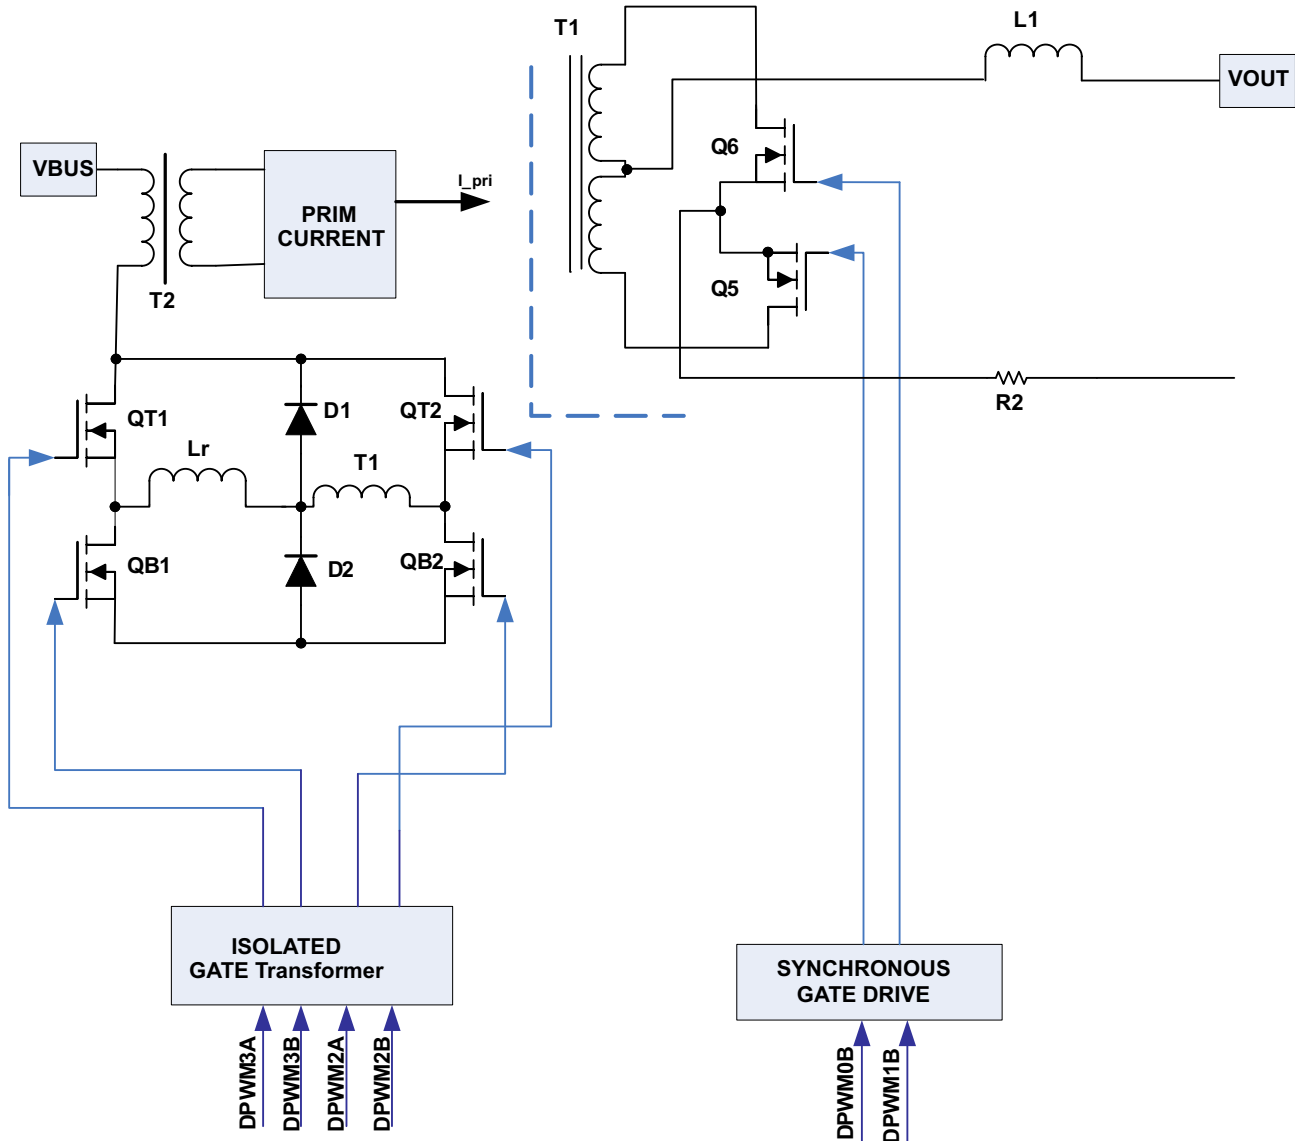 T1
L1
VOUT
Q6
VBUS
I_pri
PRIM
CURRENT
T2
Q5
R2
QT1
D1
QT2
Lr
T1
QB1
D2
QB2
ISOLATED
GATE Transformer
SYNCHRONOUS
GATE DRIVE
DPWM3A
DPWM3B
DPWM2A
DPWM2B
DPWM0B
DPWM1B